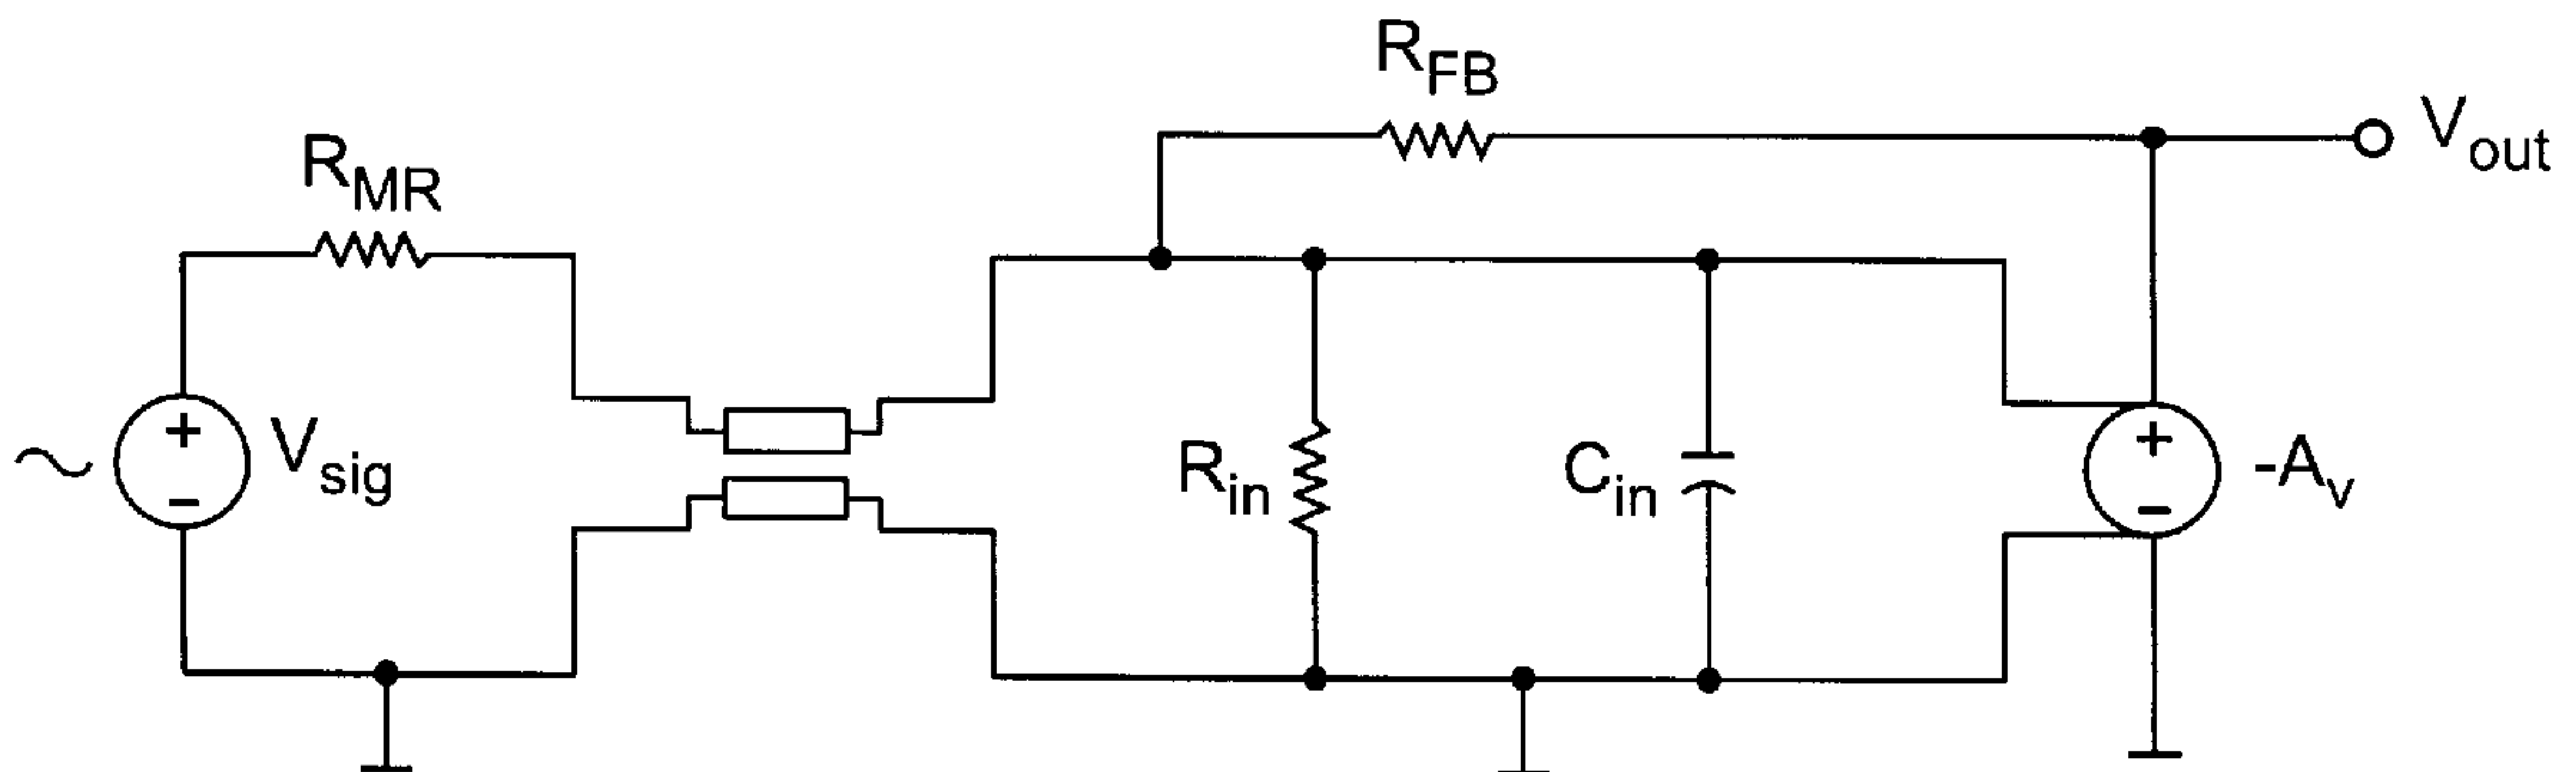 R_FB
V_out
R_MR
+
V_sig
-
R_in
C_in
+
-A_v
-